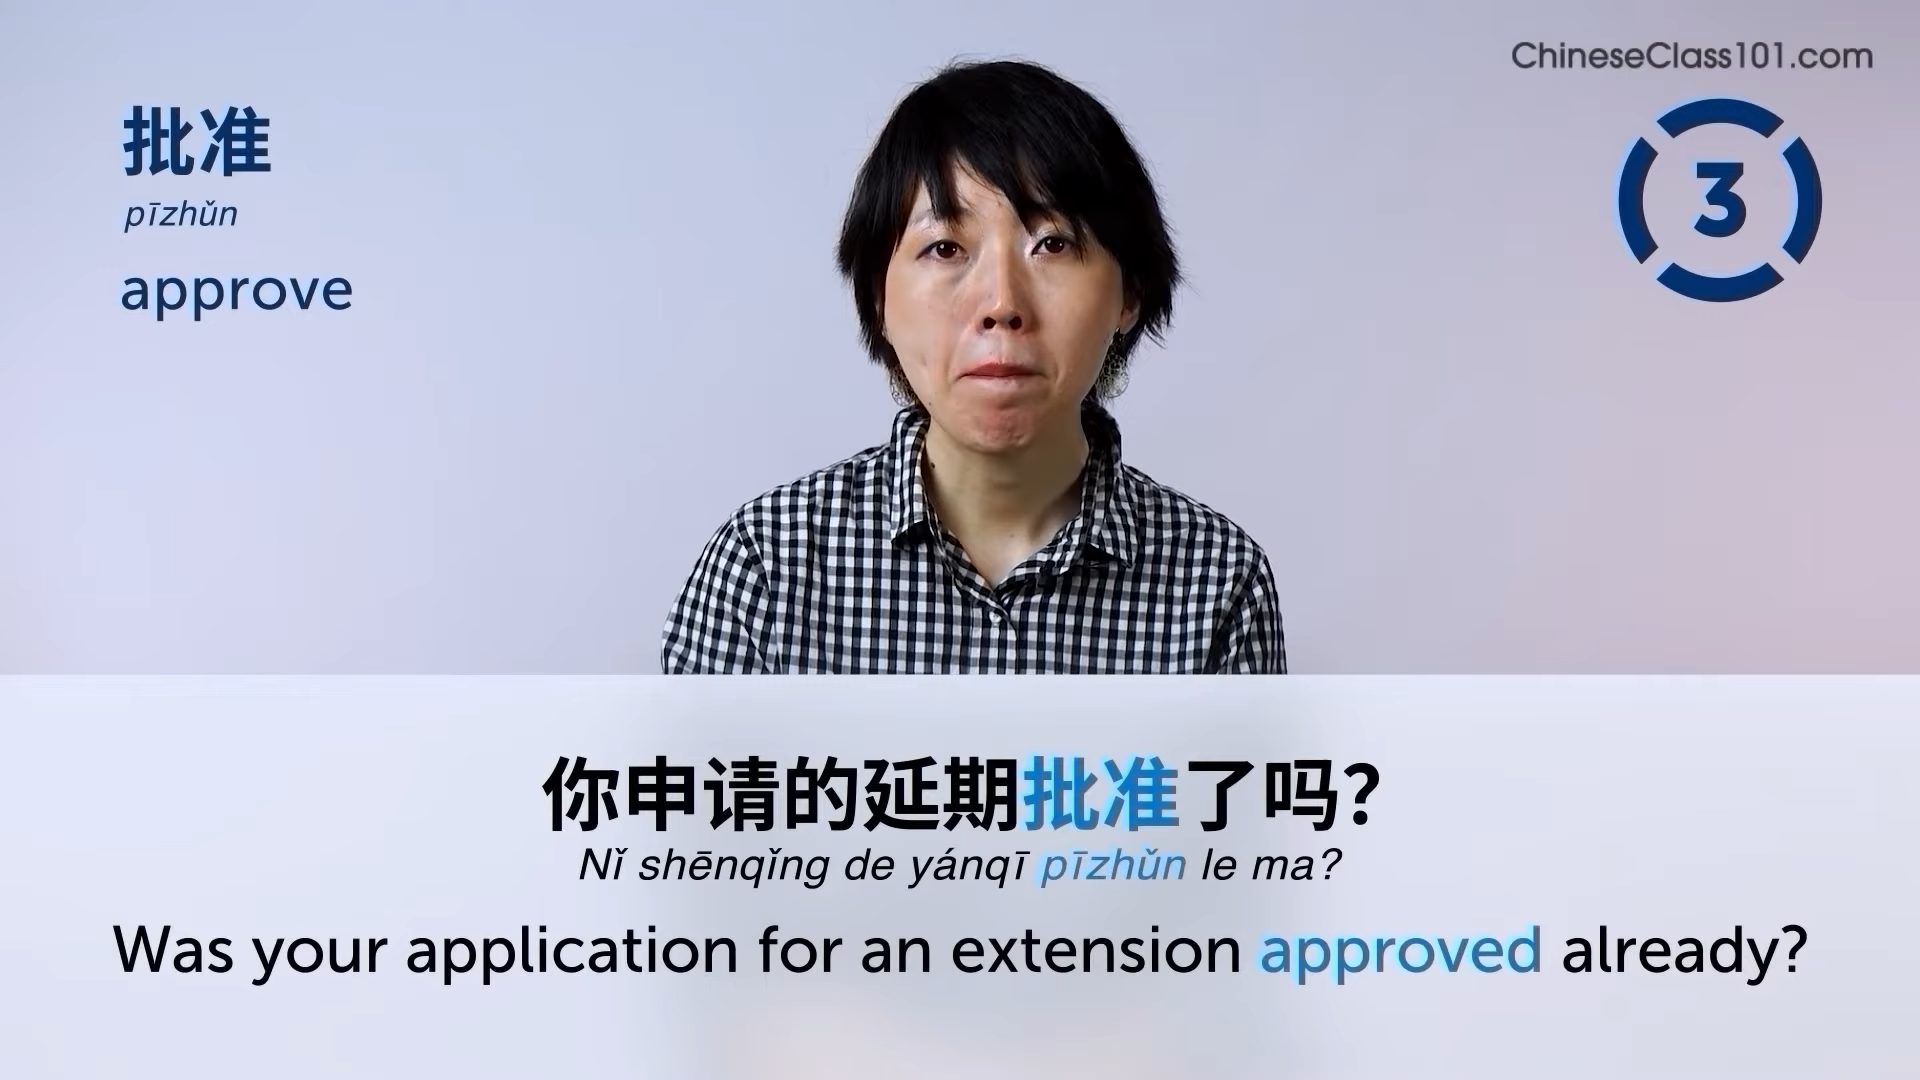 ChineseClass101.com
批准
pīzhǔn
approve
3
你申请的延期批准了吗？
Nǐ shēnqǐng de yánqī pīzhǔn le ma?
Was your application for an extension approved already?